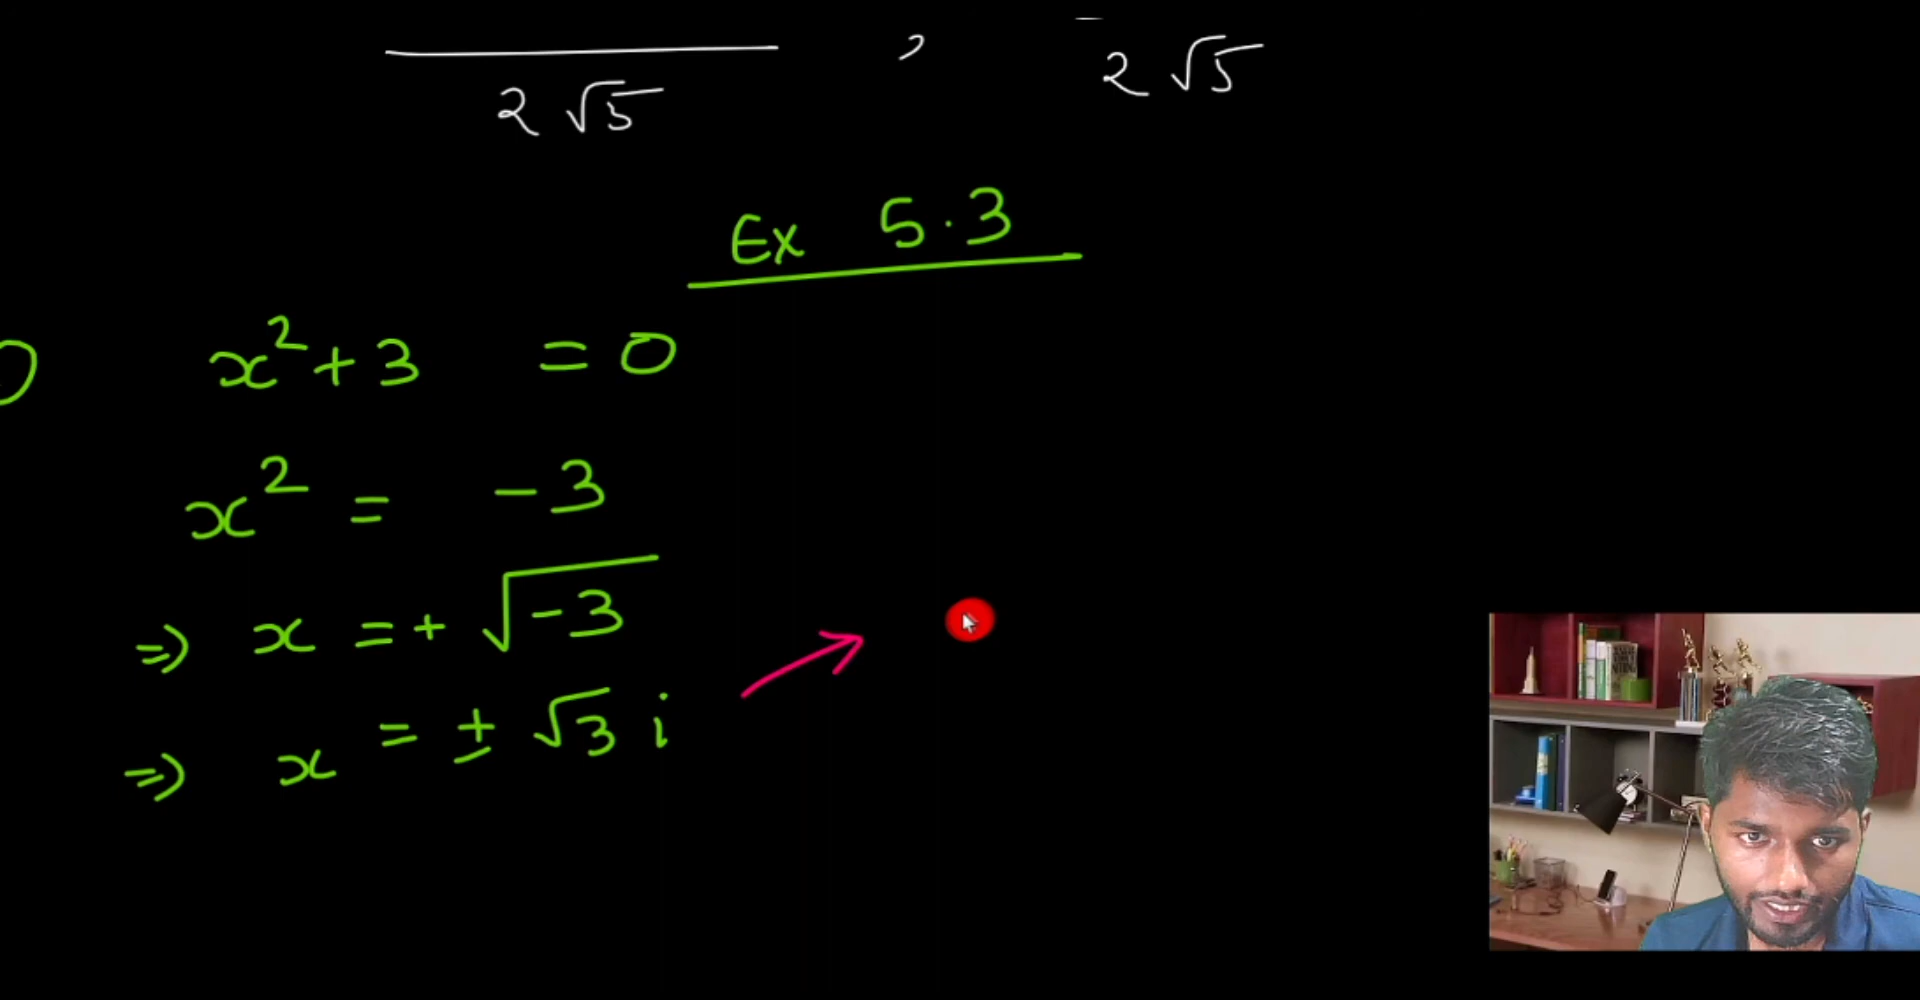 2√5 , 2√5
Ex 5.3
x²+3 = 0
x² = -3
⇒ x = + √-3
⇒ x = ± √3 i